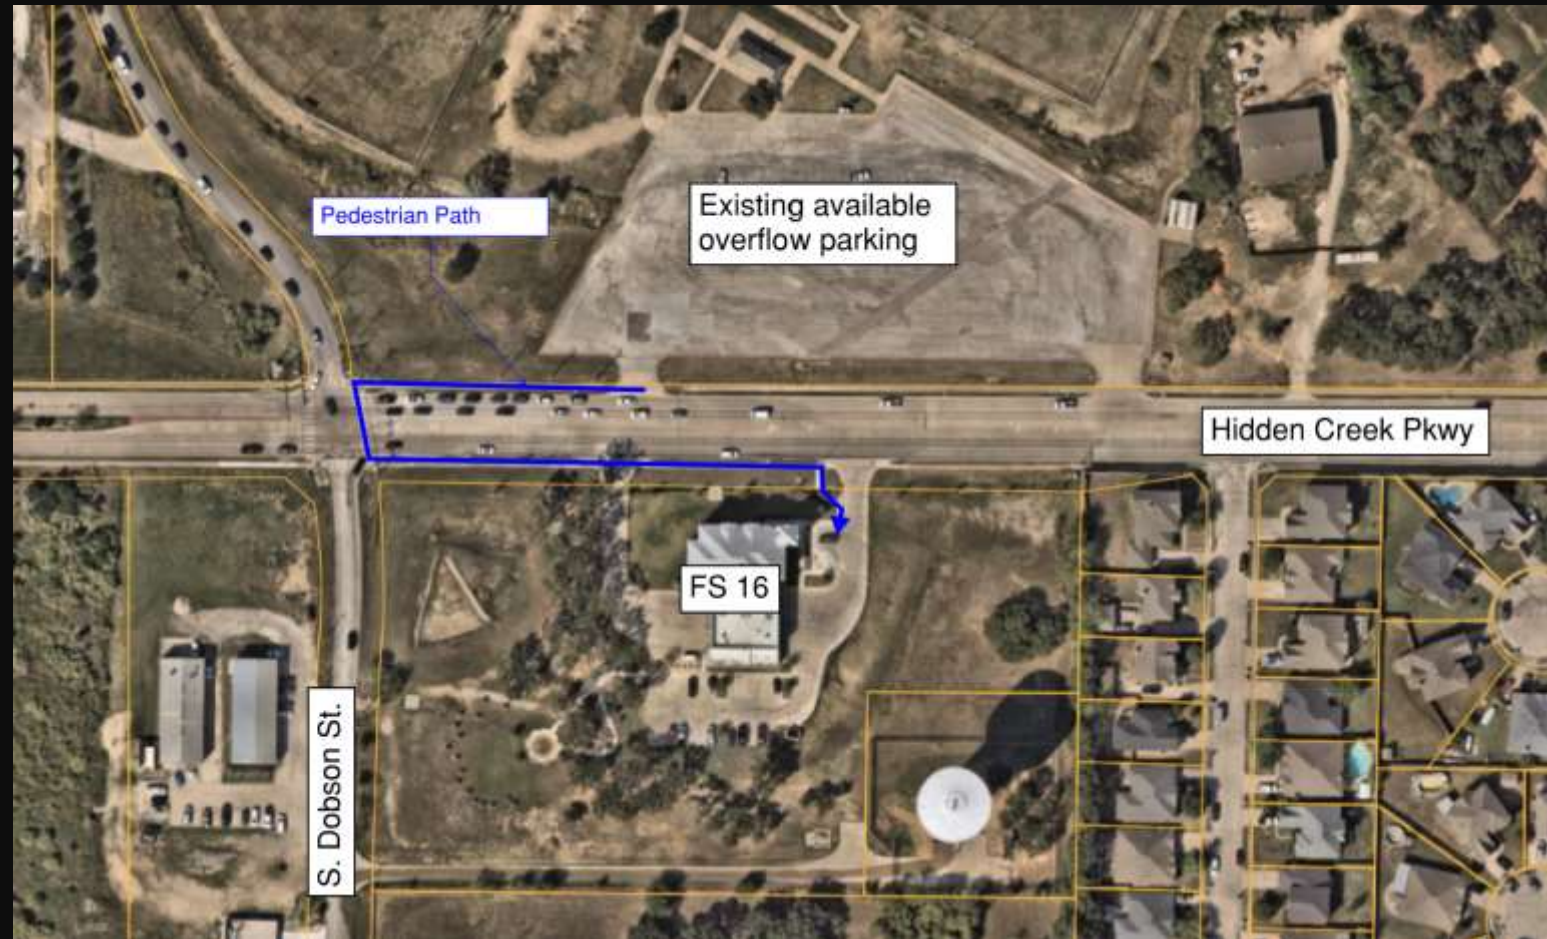 Pedestrian Path
Existing available
overflow parking
Hidden Creek Pkwy
FS 16
S. Dobson St.